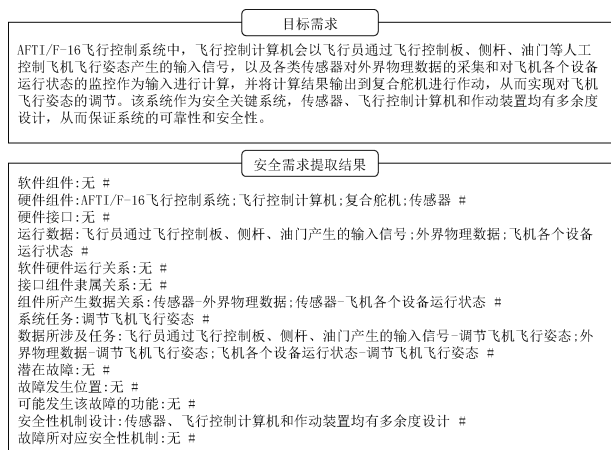 目标需求
AFTI/F-16飞行控制系统中，飞行控制计算机会以飞行员通过飞行控制板、侧杆、油门等人工
控制飞机飞行姿态产生的输入信号，以及各类传感器对外界物理数据的采集和对飞机各个设备
运行状态的监控作为输入进行计算，并将计算结果输出到复合舵机进行作动，从而实现对飞机
飞行姿态的调节。该系统作为安全关键系统，传感器、飞行控制计算机和作动装置均有多余度
设计，从而保证系统的可靠性和安全性。
安全需求提取结果
软件组件:无 #
硬件组件:AFTI/F-16飞行控制系统;飞行控制计算机;复合舵机;传感器 #
硬件接口:无 #
运行数据:飞行员通过飞行控制板、侧杆、油门产生的输入信号;外界物理数据;飞机各个设备
运行状态 #
软件硬件运行关系:无 #
接口组件隶属关系:无 #
组件所产生数据关系:传感器-外界物理数据;传感器-飞机各个设备运行状态 #
系统任务:调节飞机飞行姿态 #
数据所涉及任务:飞行员通过飞行控制板、侧杆、油门产生的输入信号-调节飞机飞行姿态;外
界物理数据-调节飞机飞行姿态;飞机各个设备运行状态-调节飞机飞行姿态 #
潜在故障:无 #
故障发生位置:无 #
可能发生该故障的功能:无 #
安全性机制设计:传感器、飞行控制计算机和作动装置均有多余度设计 #
故障所对应安全性机制:无 #